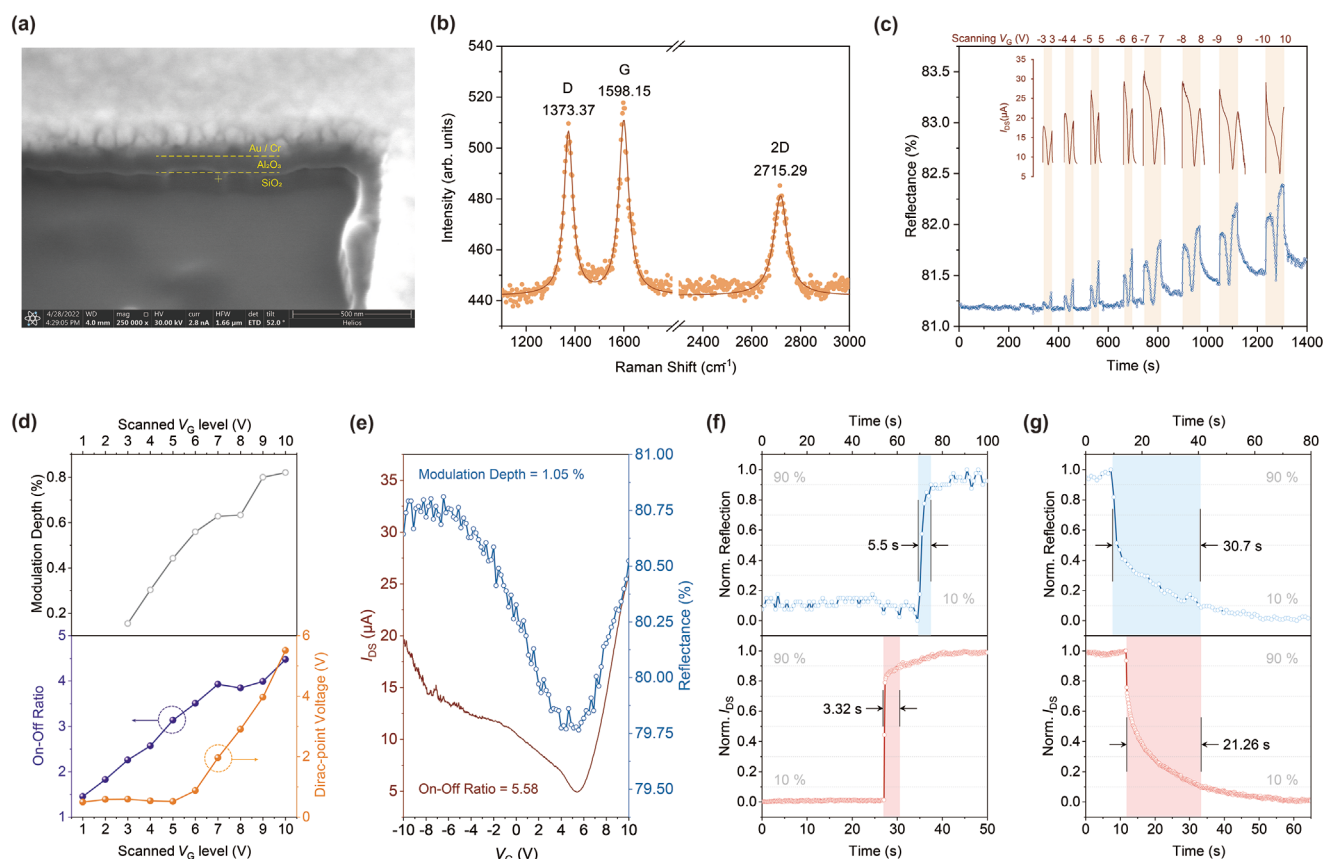 (a)
Au / Cr
Al₂O₃
SiO₂
4/28/2022 WD mag □ HV curr HFW det tilt 500 nm
4:29:05 PM 4.0 mm 250 000 x 30.00 kV 2.8 nA 1.66 µm ETD 52.0 ° Helios
(b)
540
520
500
480
460
440
Intensity (arb. units)
D
1373.37
G
1598.15
2D
2715.29
1200 1400 1600 2400 2600 2800 3000
Raman Shift (cm⁻¹)
(c)
Scanning V_G (V) -3 3 -4 4 -5 5 -6 6 -7 7 -8 8 -9 9 -10 10
83.5
83.0
82.5
82.0
81.5
81.0
Reflectance (%)
35
30
25
20
15
10
5
I_DS(µA)
0 200 400 600 800 1000 1200 1400
Time (s)
(d)
Scanned V_G level (V)
1 2 3 4 5 6 7 8 9 10
0.8
0.6
0.4
0.2
Modulation Depth (%)
5
4
3
2
1
On-Off Ratio
6
4
2
0
Dirac-point Voltage (V)
1 2 3 4 5 6 7 8 9 10
Scanned V_G level (V)
(e)
35
30
25
20
15
10
5
I_DS (µA)
Modulation Depth = 1.05 %
On-Off Ratio = 5.58
81.00
80.75
80.50
80.25
80.00
79.75
79.50
Reflectance (%)
-10 -8 -6 -4 -2 0 2 4 6 8 10
V_G (V)
(f)
Time (s)
0 20 40 60 80 100
1.0
0.8
0.6
0.4
0.2
0.0
Norm. Reflection
90 %
5.5 s
10 %
1.0
0.8
0.6
0.4
0.2
0.0
Norm. I_DS
90 %
3.32 s
10 %
0 10 20 30 40 50
Time (s)
(g)
Time (s)
0 20 40 60 80
1.0
0.8
0.6
0.4
0.2
0.0
Norm. Reflection
90 %
30.7 s
10 %
1.0
0.8
0.6
0.4
0.2
0.0
Norm. I_DS
90 %
21.26 s
10 %
0 10 20 30 40 50 60
Time (s)